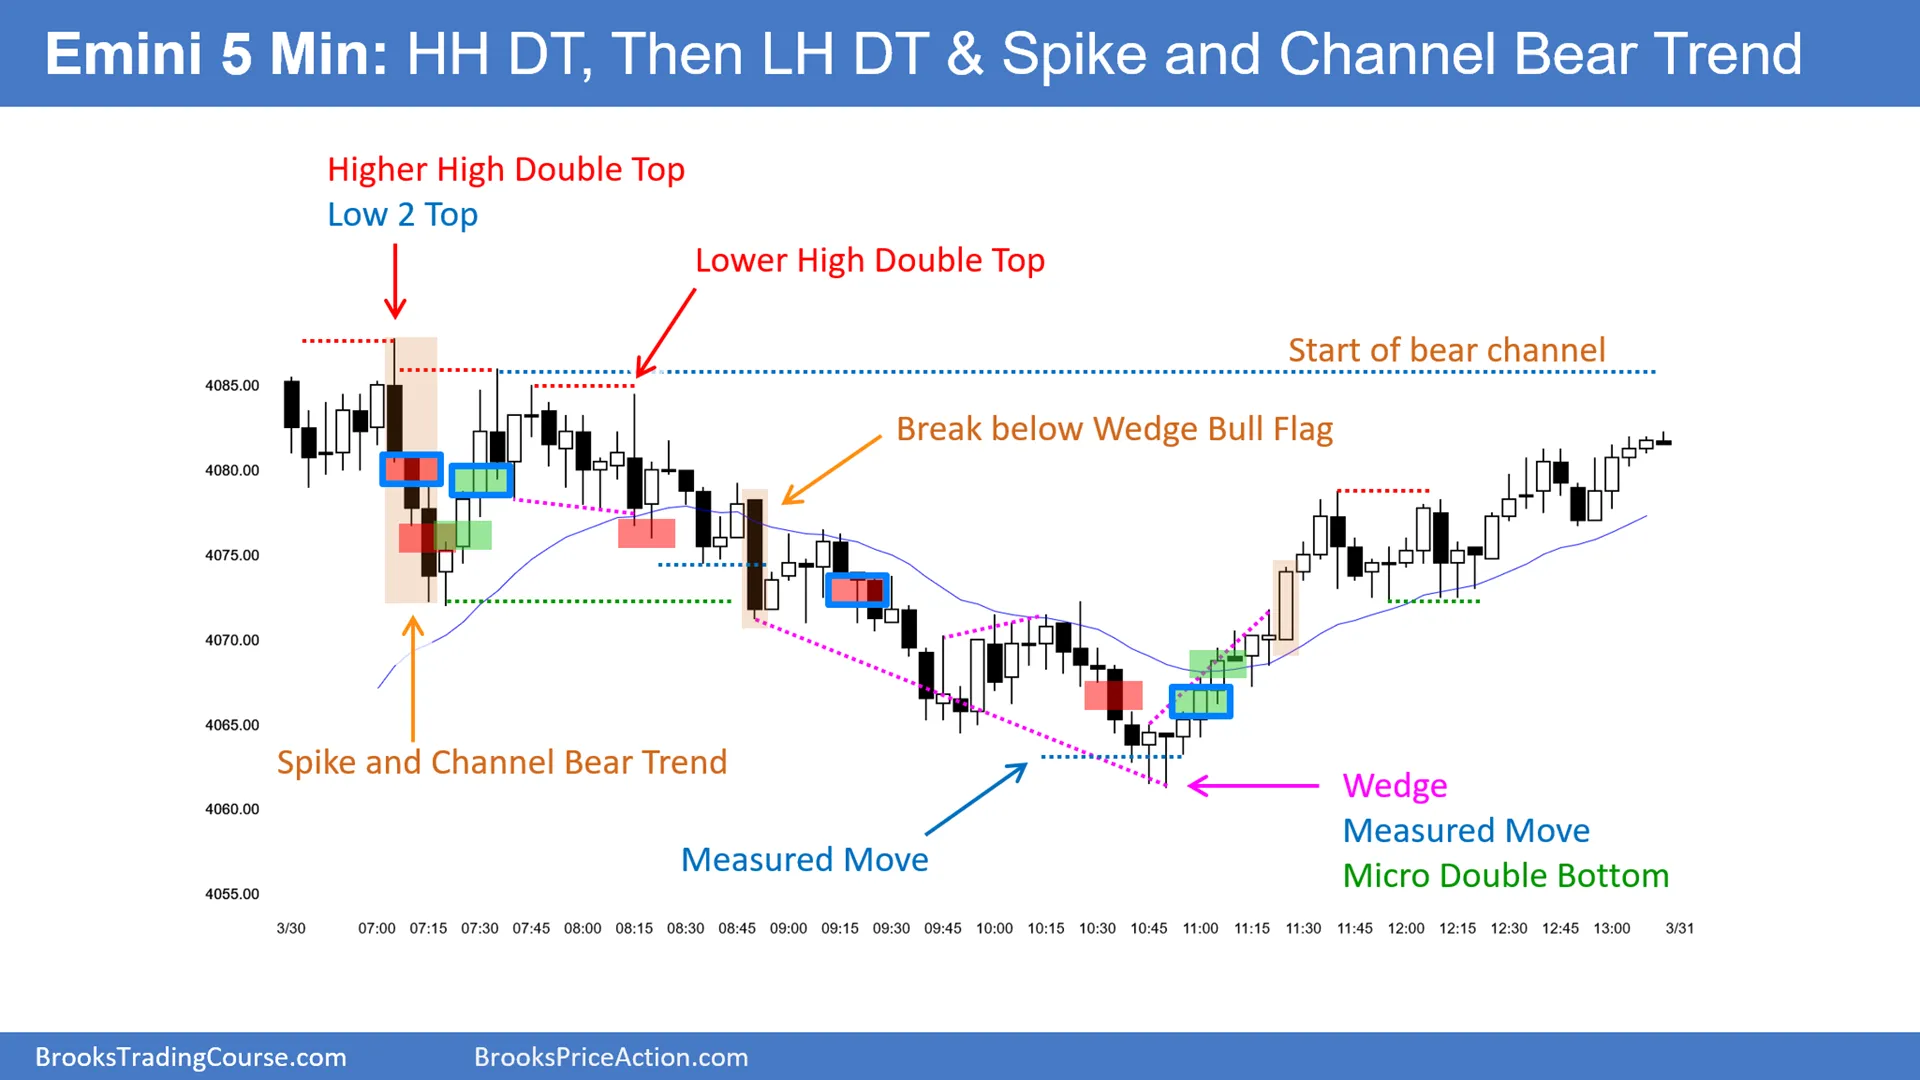 Emini 5 Min: HH DT, Then LH DT & Spike and Channel Bear Trend
Higher High Double Top
Low 2 Top
Lower High Double Top
Start of bear channel
Break below Wedge Bull Flag
4085.00
4080.00
4075.00
4070.00
4065.00
4060.00
4055.00
Spike and Channel Bear Trend
Measured Move
Wedge
Measured Move
Micro Double Bottom
3/30 07:00 07:15 07:30 07:45 08:00 08:15 08:30 08:45 09:00 09:15 09:30 09:45 10:00 10:15 10:30 10:45 11:00 11:15 11:30 11:45 12:00 12:15 12:30 12:45 13:00 3/31
BrooksTradingCourse.com BrooksPriceAction.com